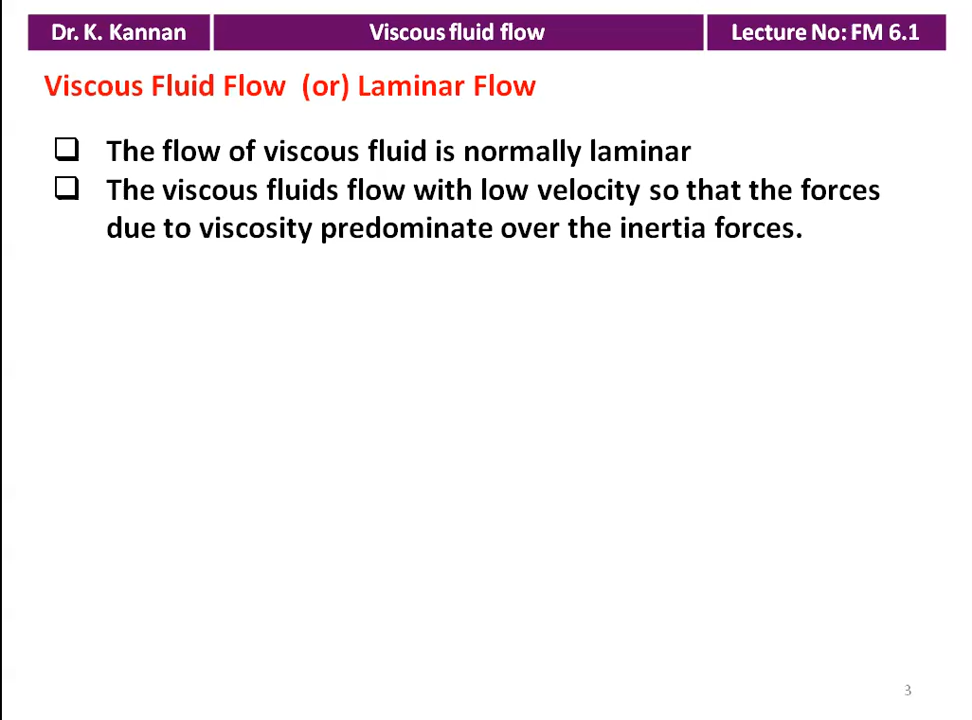 Dr. K. Kannan
Viscous fluid flow
Lecture No: FM 6.1
Viscous Fluid Flow (or) Laminar Flow
The flow of viscous fluid is normally laminar
The viscous fluids flow with low velocity so that the forces
due to viscosity predominate over the inertia forces.
3